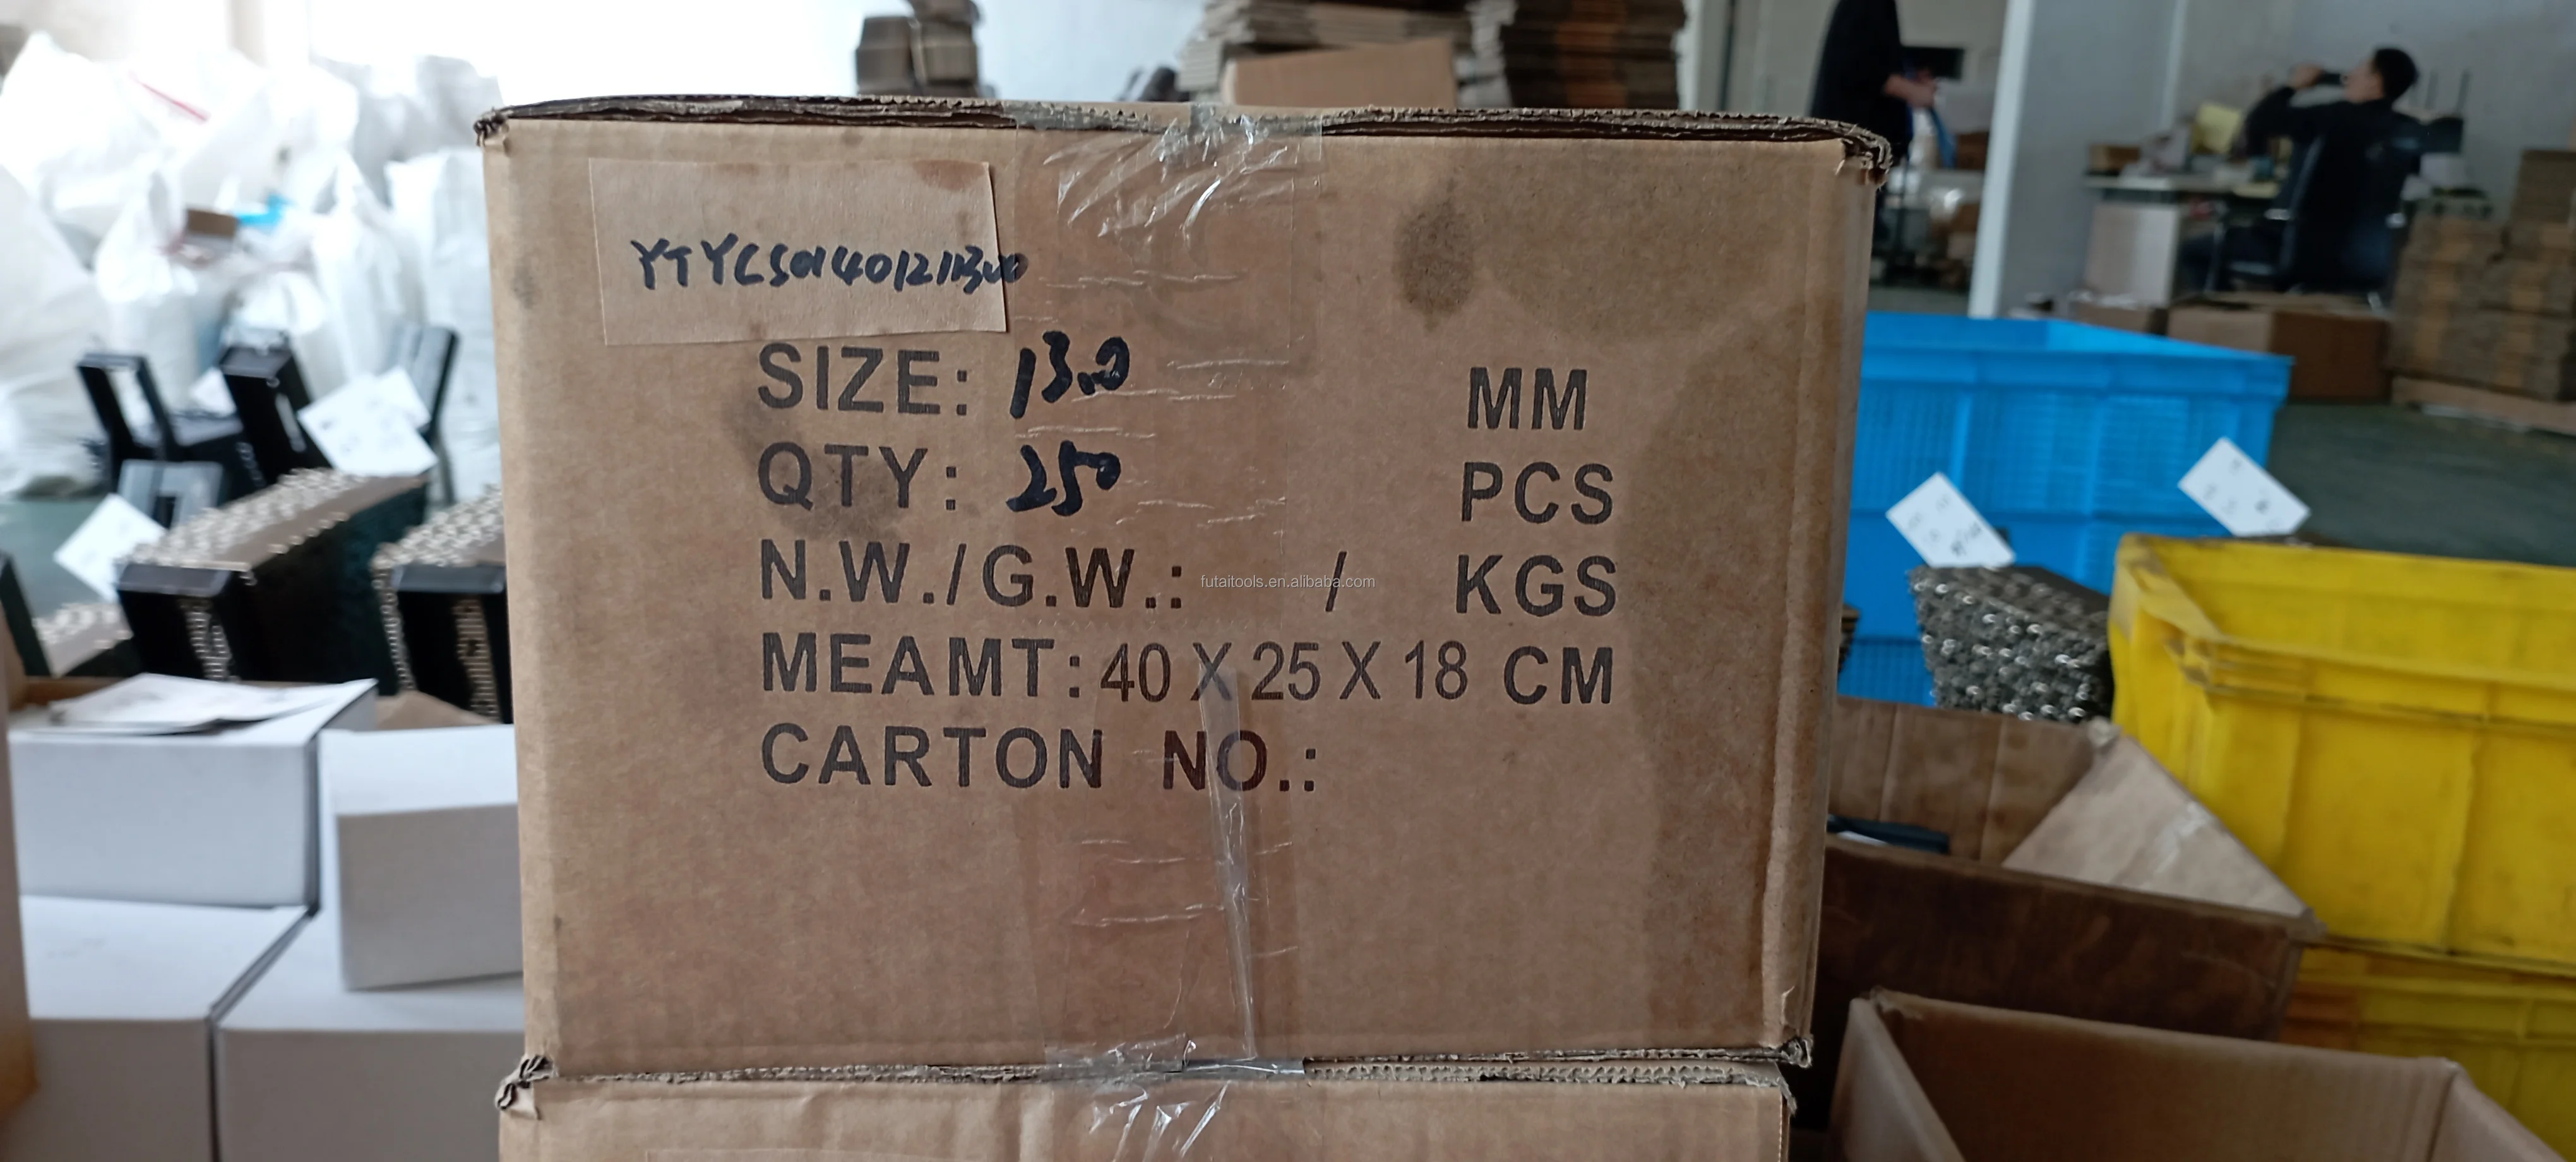 YTYCS0140121300
SIZE: 13.0 MM
QTY: 250 PCS
N.W./G.W.: / KGS
futaitools.en.alibaba.com
MEAMT: 40 X 25 X 18 CM
CARTON NO.: